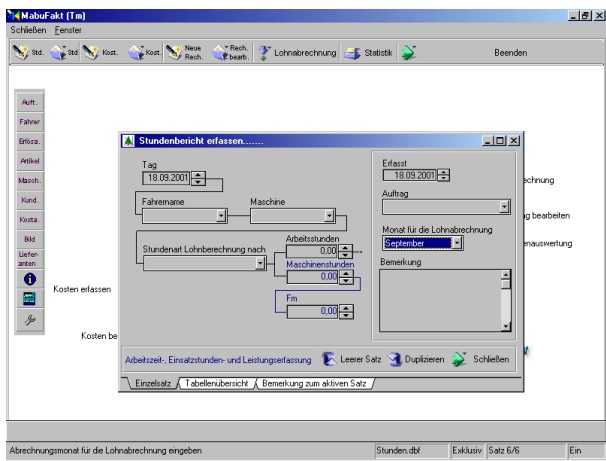 MabuFakt (Tm)
Schließen Fenster
Std. Std Kost. Kost. Neue Rech. Rech. bearb. Lohnabrechnung Statistik Beenden
Auft.
Fahrer
Erlösa.
Artikel
Masch.
Kund.
Kosta.
Bild
Liefer-
anten
Kosten erfassen
Kosten be
echnung
ng bearbeiten
enauswertung
Stundenbericht erfassen.......
Tag
18.09.2001
Fahrername Maschine
Stundenart Lohnberechnung nach
Arbeitsstunden
0,00
Maschinenstunden
0,00
Fm
0,00
Erfasst
18.09.2001
Auftrag
Monat für die Lohnabrechnung
September
Bemerkung
Arbeitszeit-, Einsatzstunden- und Leistungserfassung Leerer Satz Duplizieren Schließen
Einzelsatz Tabellenübersicht Bemerkung zum aktiven Satz
Abrechnungsmonat für die Lohnabrechnung eingeben Stunden.dbf Exklusiv Satz 6/6 Ein